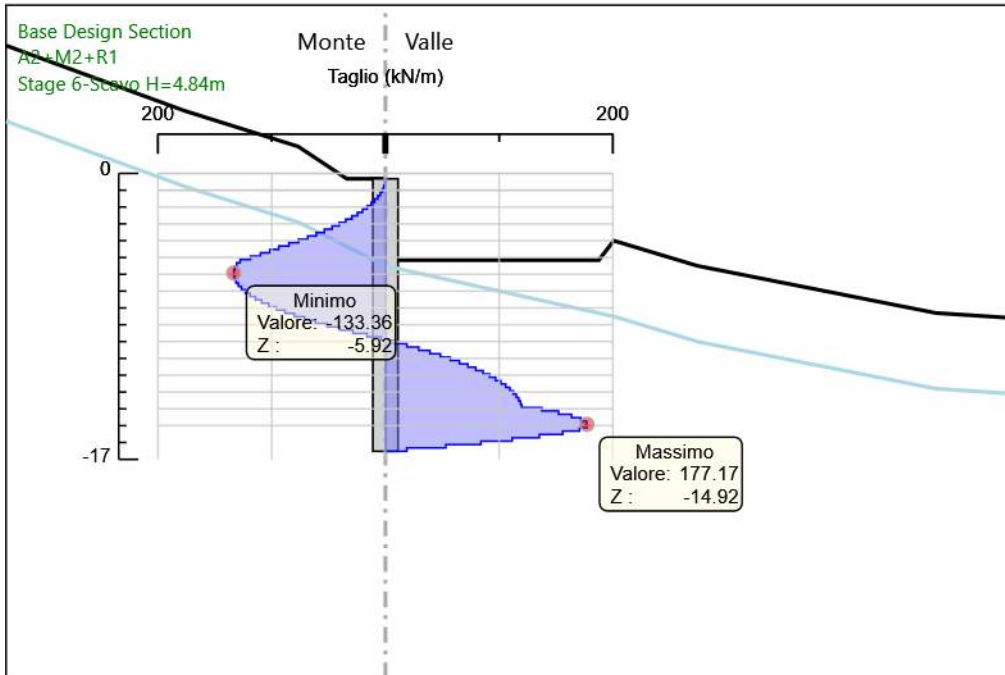 Base Design Section
A2+M2+R1
Stage 6-Scavo H=4.84m
Monte Valle
Taglio (kN/m)
200 200
0
Minimo
Valore: -133.36
Z : -5.92
-17
Massimo
Valore: 177.17
Z : -14.92